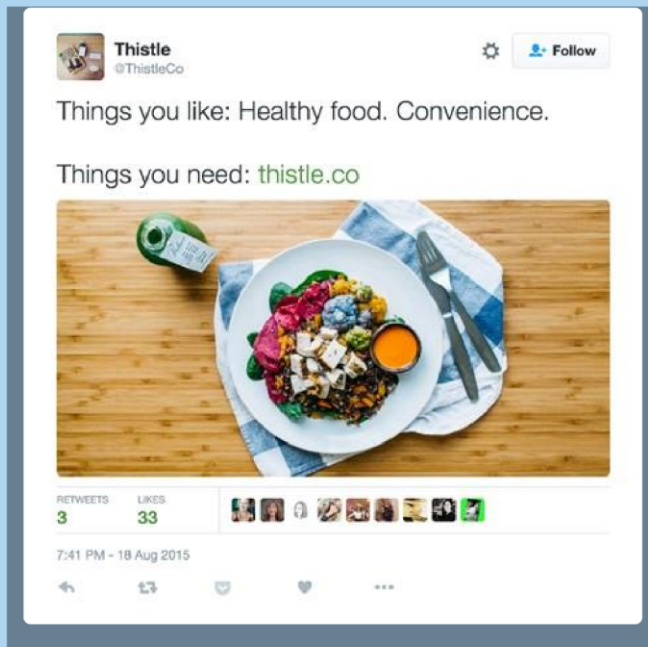 Thistle
@ThistleCo
Follow
Things you like: Healthy food. Convenience.
Things you need: thistle.co
RETWEETS
LIKES
3
33
7:41 PM - 18 Aug 2015